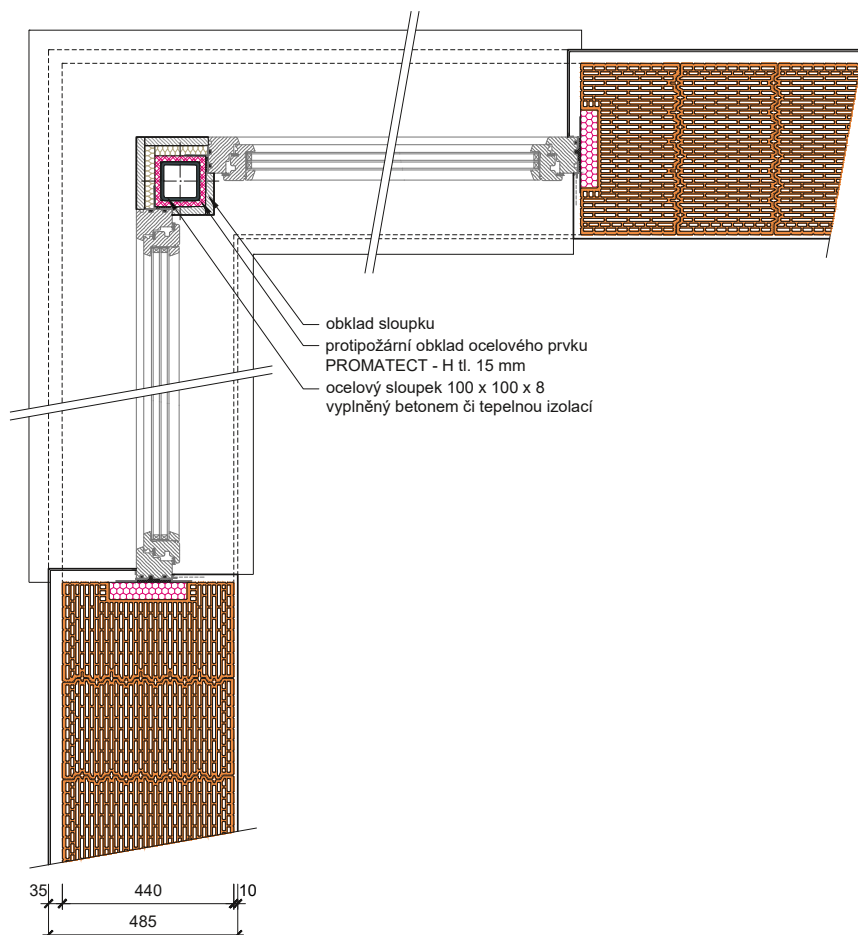 obklad sloupku
protipožární obklad ocelového prvku
PROMATECT - H tl. 15 mm
ocelový sloupek 100 x 100 x 8
vyplněný betonem či tepelnou izolací
35 440 10
485